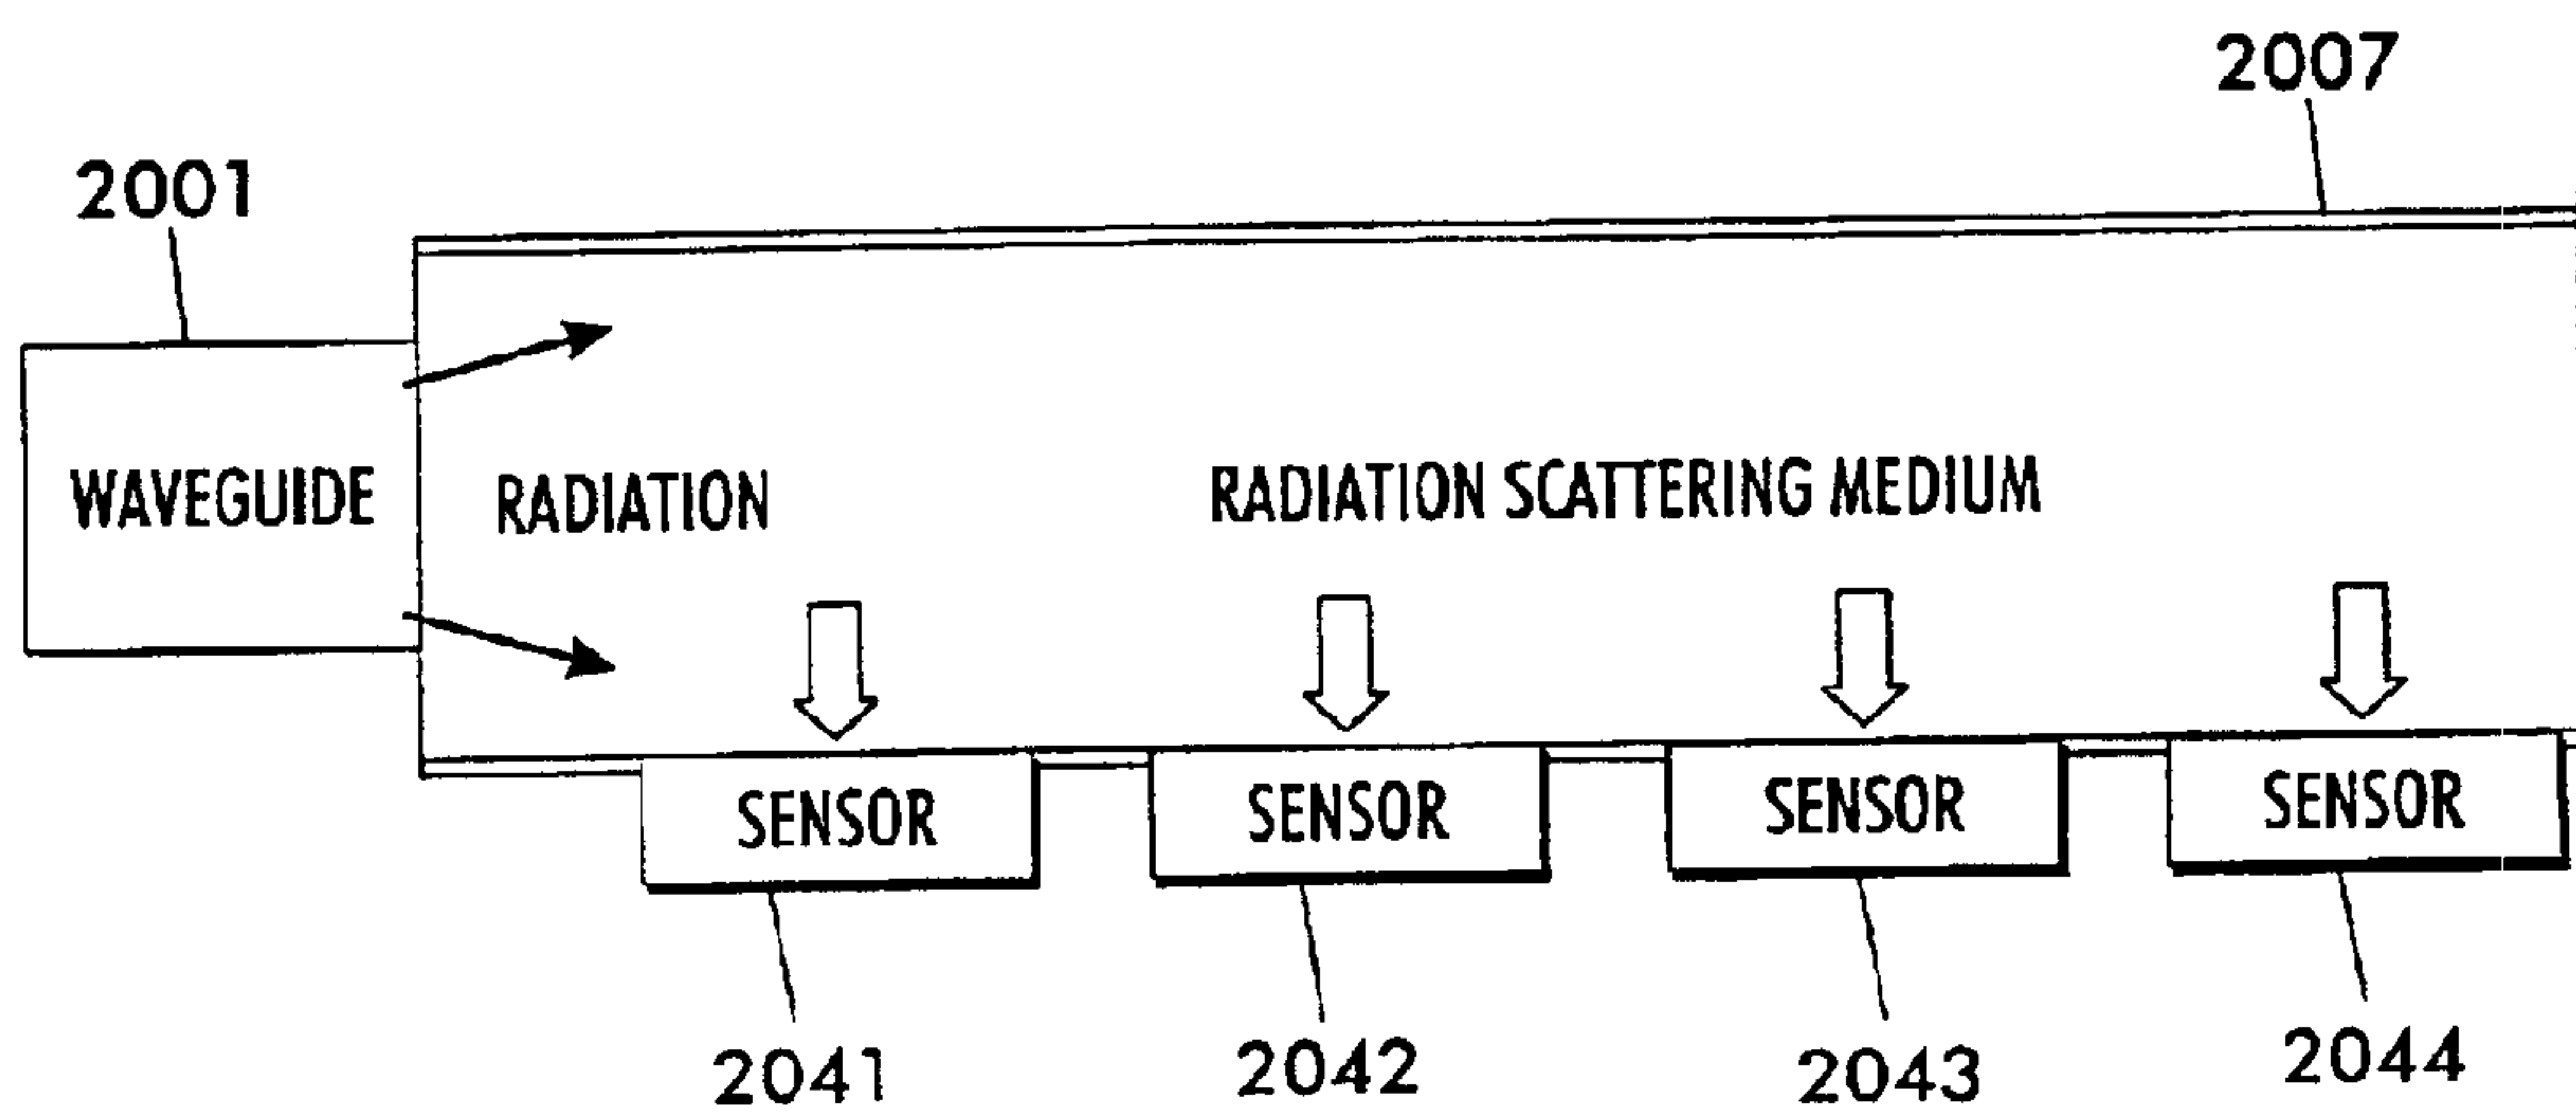 2007
2001
WAVEGUIDE
RADIATION
RADIATION SCATTERING MEDIUM
SENSOR
SENSOR
SENSOR
SENSOR
2041
2042
2043
2044